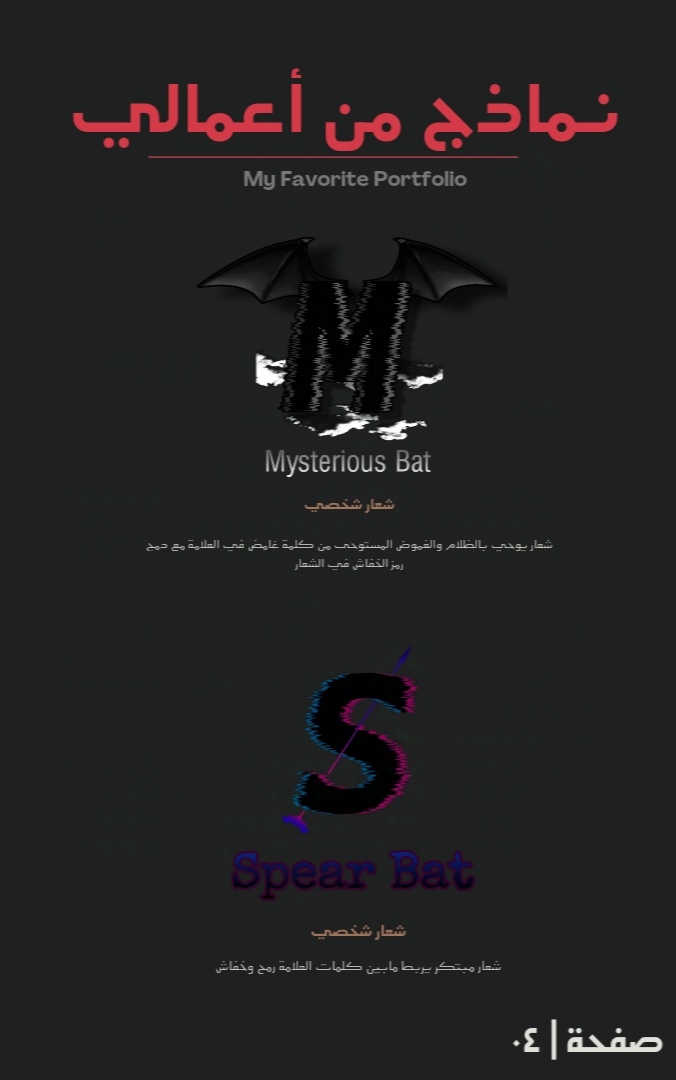 نماذج من أعمالي
My Favorite Portfolio
M
Mysterious Bat
شعار شخصي
شعار يوحي بالظلام والغموض المستوحى من كلمة غامض في العلامة مع دمج
رمز الخفاش في الشعار
S
Spear Bat
شعار شخصي
شعار مبتكر يربط مابين كلمات العلامة رمح وخفاش
صفحة | ٠٤